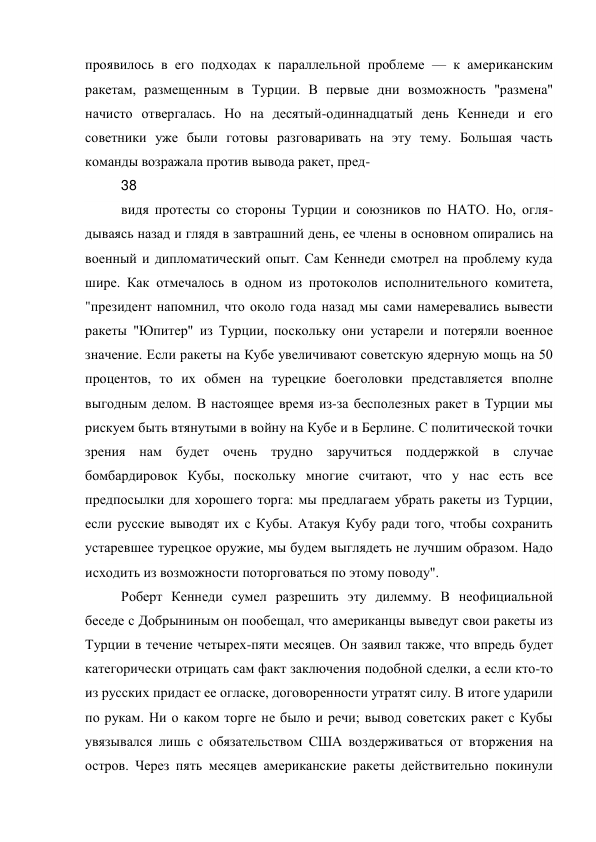 проявилось в его подходах к параллельной проблеме — к американским
ракетам, размещенным в Турции. В первые дни возможность "размена"
начисто отвергалась. Но на десятый-одиннадцатый день Кеннеди и его
советники уже были готовы разговаривать на эту тему. Большая часть
команды возражала против вывода ракет, пред-
38
видя протесты со стороны Турции и союзников по НАТО. Но, огля-
дываясь назад и глядя в завтрашний день, ее члены в основном опирались на
военный и дипломатический опыт. Сам Кеннеди смотрел на проблему куда
шире. Как отмечалось в одном из протоколов исполнительного комитета,
"президент напомнил, что около года назад мы сами намеревались вывести
ракеты "Юпитер" из Турции, поскольку они устарели и потеряли военное
значение. Если ракеты на Кубе увеличивают советскую ядерную мощь на 50
процентов, то их обмен на турецкие боеголовки представляется вполне
выгодным делом. В настоящее время из-за бесполезных ракет в Турции мы
рискуем быть втянутыми в войну на Кубе и в Берлине. С политической точки
зрения нам будет очень трудно заручиться поддержкой в случае
бомбардировок Кубы, поскольку многие считают, что у нас есть все
предпосылки для хорошего торга: мы предлагаем убрать ракеты из Турции,
если русские выводят их с Кубы. Атакуя Кубу ради того, чтобы сохранить
устаревшее турецкое оружие, мы будем выглядеть не лучшим образом. Надо
исходить из возможности поторговаться по этому поводу".
Роберт Кеннеди сумел разрешить эту дилемму. В неофициальной
беседе с Добрыниным он пообещал, что американцы выведут свои ракеты из
Турции в течение четырех-пяти месяцев. Он заявил также, что впредь будет
категорически отрицать сам факт заключения подобной сделки, а если кто-то
из русских придаст ее огласке, договоренности утратят силу. В итоге ударили
по рукам. Ни о каком торге не было и речи; вывод советских ракет с Кубы
увязывался лишь с обязательством США воздерживаться от вторжения на
остров. Через пять месяцев американские ракеты действительно покинули